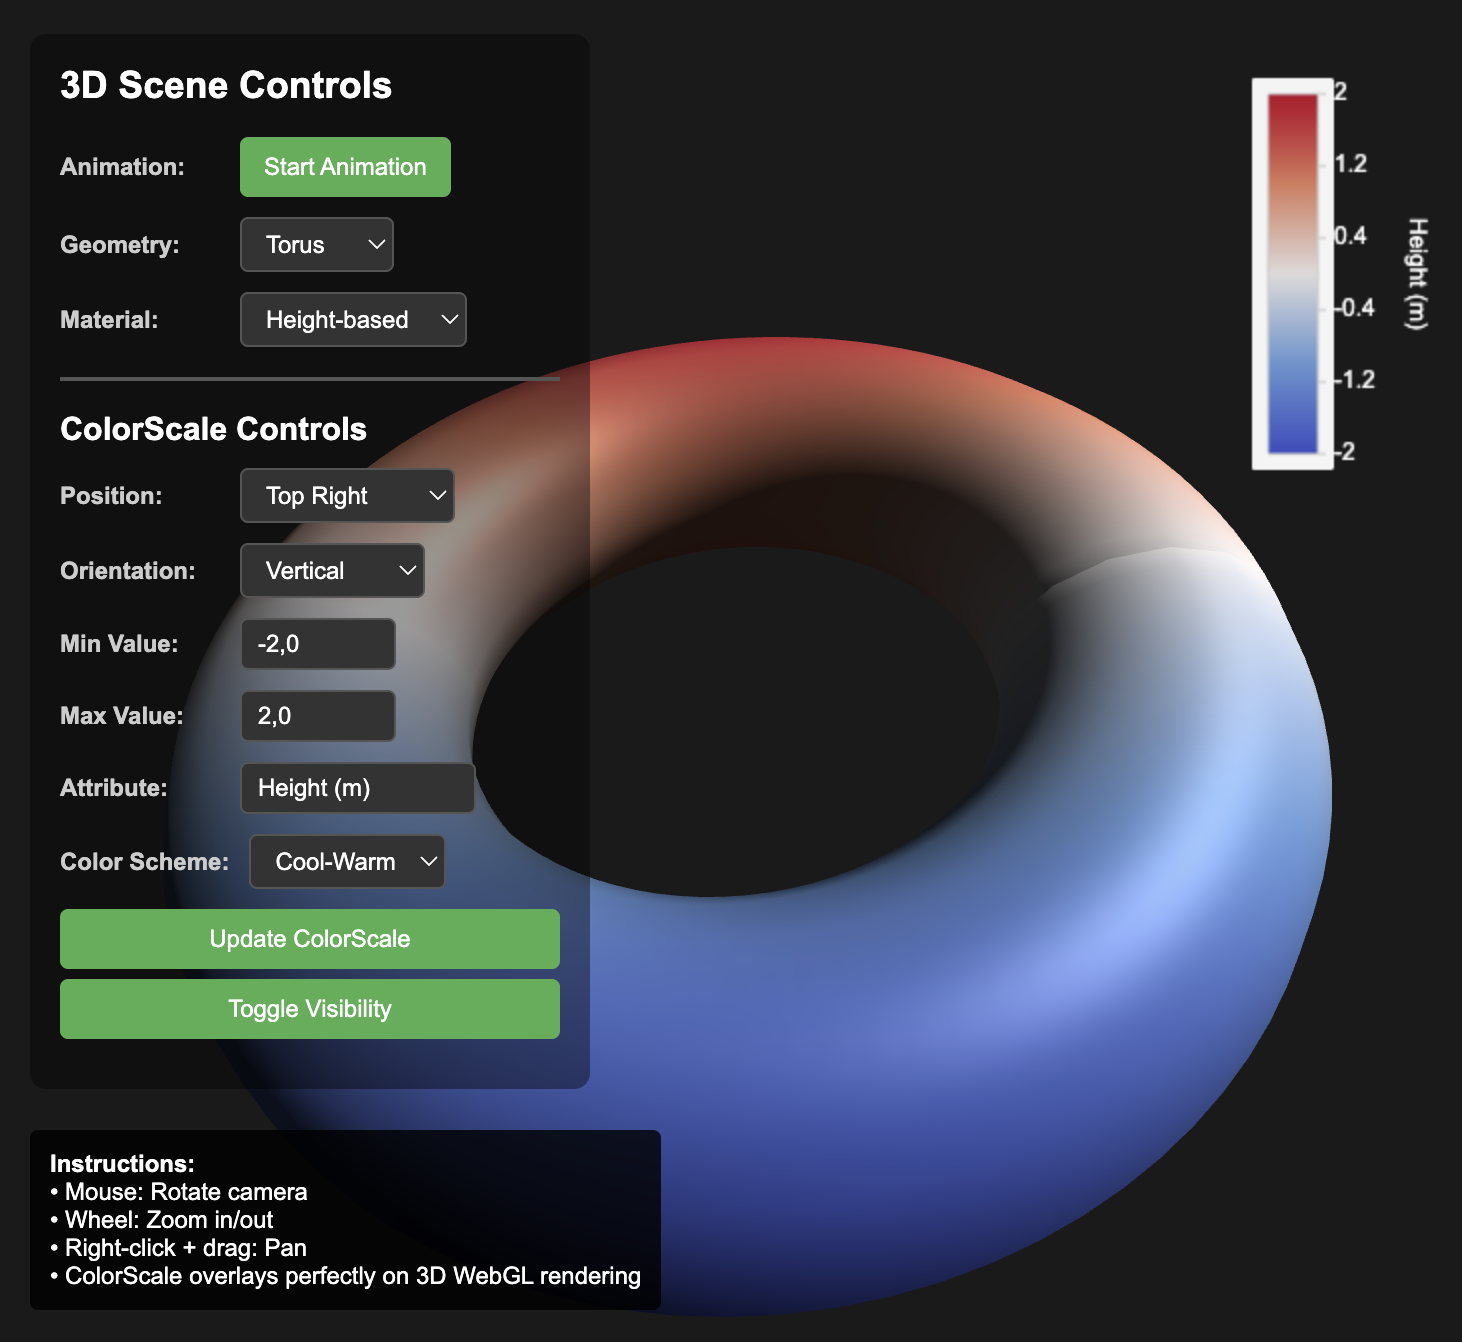 3D Scene Controls
Animation: Start Animation
Geometry: Torus
Material: Height-based
ColorScale Controls
Position: Top Right
Orientation: Vertical
Min Value: -2,0
Max Value: 2,0
Attribute: Height (m)
Color Scheme: Cool-Warm
Update ColorScale
Toggle Visibility
Instructions:
• Mouse: Rotate camera
• Wheel: Zoom in/out
• Right-click + drag: Pan
• ColorScale overlays perfectly on 3D WebGL rendering
2
1.2
0.4
-0.4
-1.2
-2
Height (m)